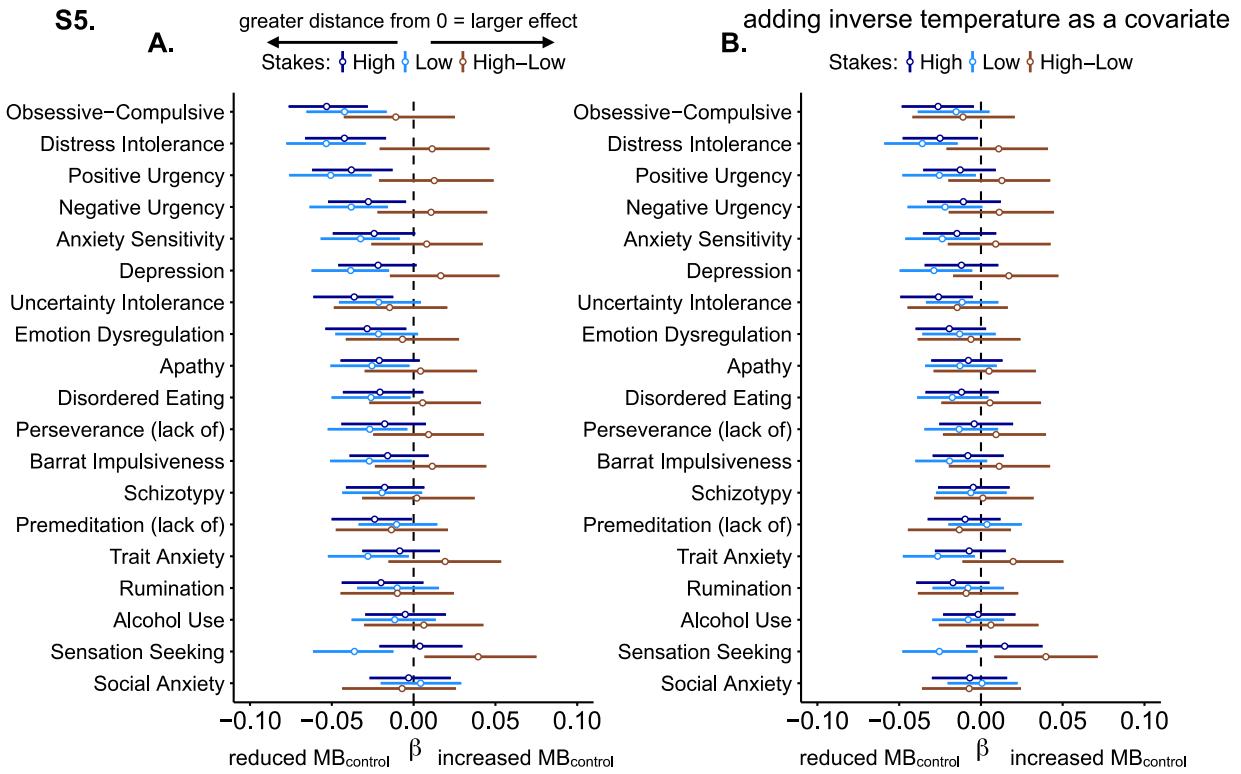 S5.
greater distance from 0 = larger effect
adding inverse temperature as a covariate
A.
Stakes: High Low High−Low
B.
Stakes: High Low High−Low
Obsessive−Compulsive
Distress Intolerance
Positive Urgency
Negative Urgency
Anxiety Sensitivity
Depression
Uncertainty Intolerance
Emotion Dysregulation
Apathy
Disordered Eating
Perseverance (lack of)
Barrat Impulsiveness
Schizotypy
Premeditation (lack of)
Trait Anxiety
Rumination
Alcohol Use
Sensation Seeking
Social Anxiety
−0.10 −0.05 0.00 0.05 0.10
reduced MBcontrol β increased MBcontrol
Obsessive−Compulsive
Distress Intolerance
Positive Urgency
Negative Urgency
Anxiety Sensitivity
Depression
Uncertainty Intolerance
Emotion Dysregulation
Apathy
Disordered Eating
Perseverance (lack of)
Barrat Impulsiveness
Schizotypy
Premeditation (lack of)
Trait Anxiety
Rumination
Alcohol Use
Sensation Seeking
Social Anxiety
−0.10 −0.05 0.00 0.05 0.10
reduced MBcontrol β increased MBcontrol